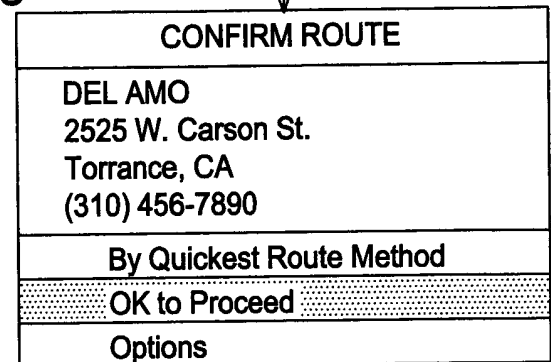 CONFIRM ROUTE
DEL AMO
2525 W. Carson St.
Torrance, CA
(310) 456-7890
By Quickest Route Method
OK to Proceed
Options